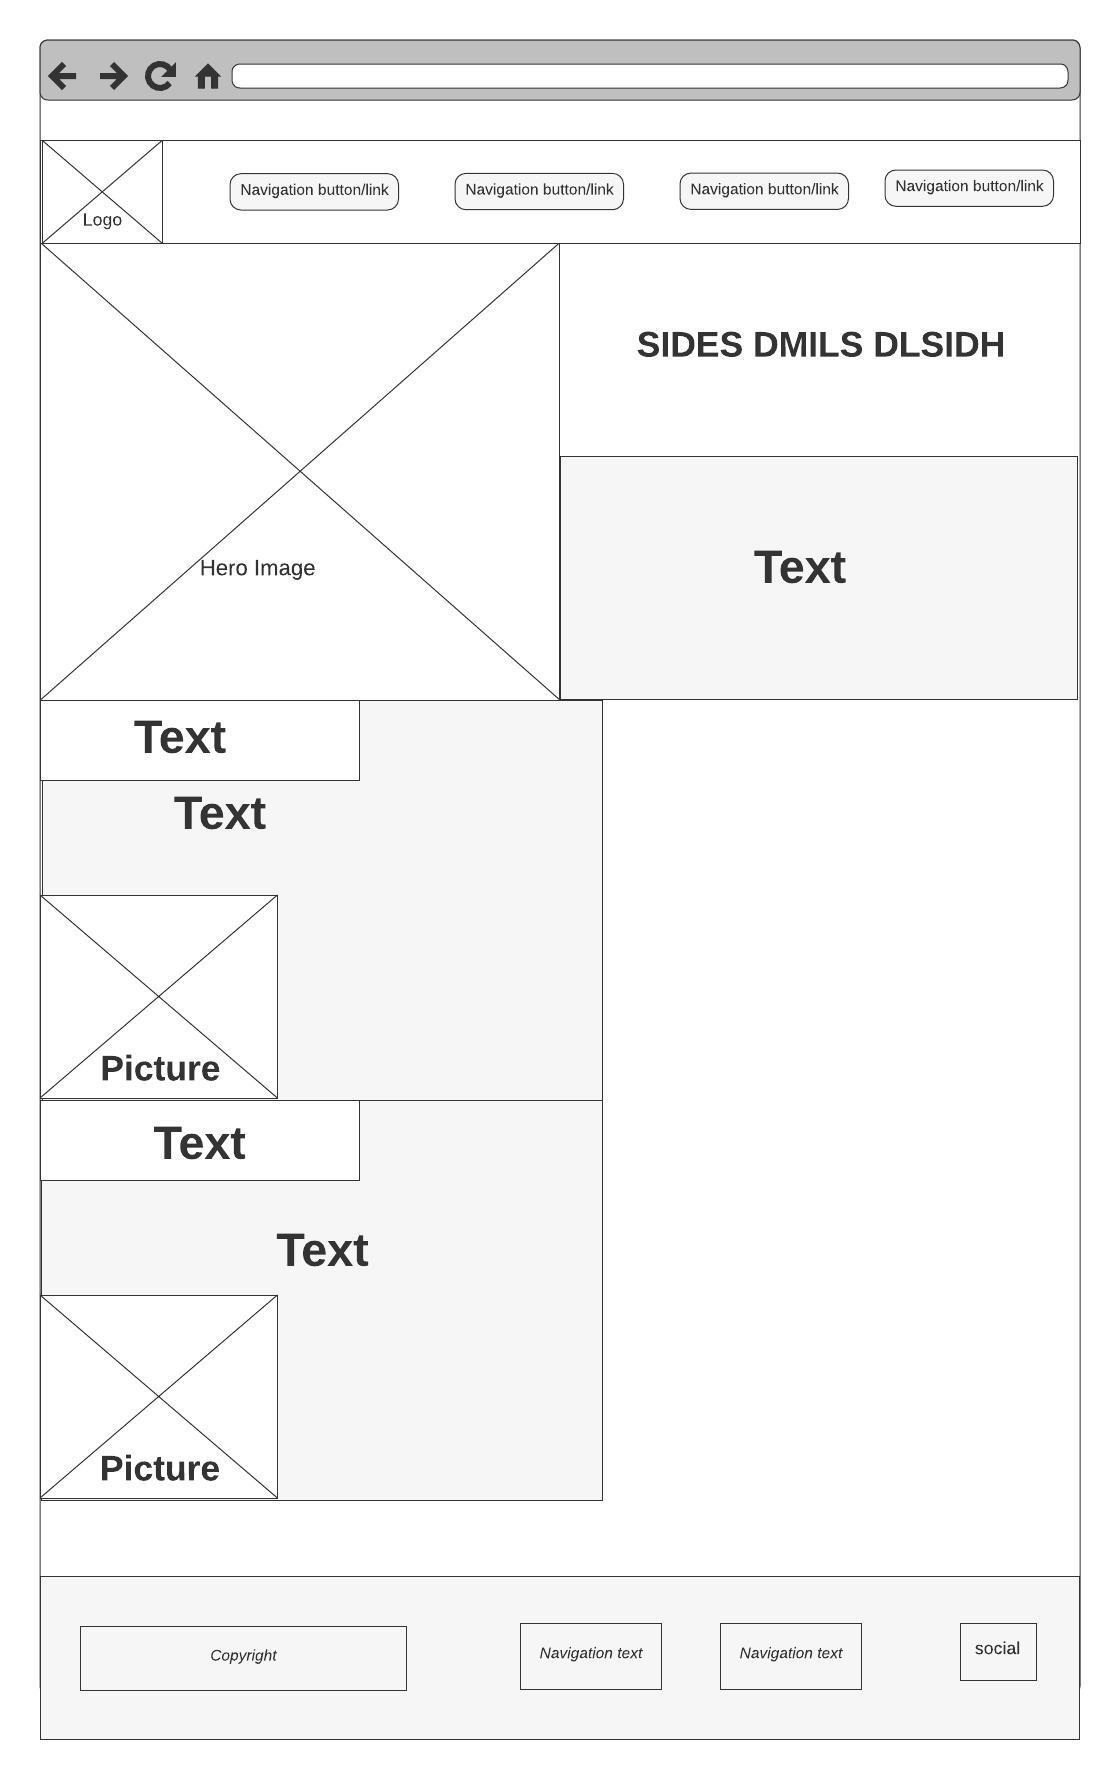 Logo
Navigation button/link
Navigation button/link
Navigation button/link
Navigation button/link
Hero Image
SIDES DMILS DLSIDH
Text
Text
Text
Picture
Text
Text
Picture
Copyright
Navigation text
Navigation text
social